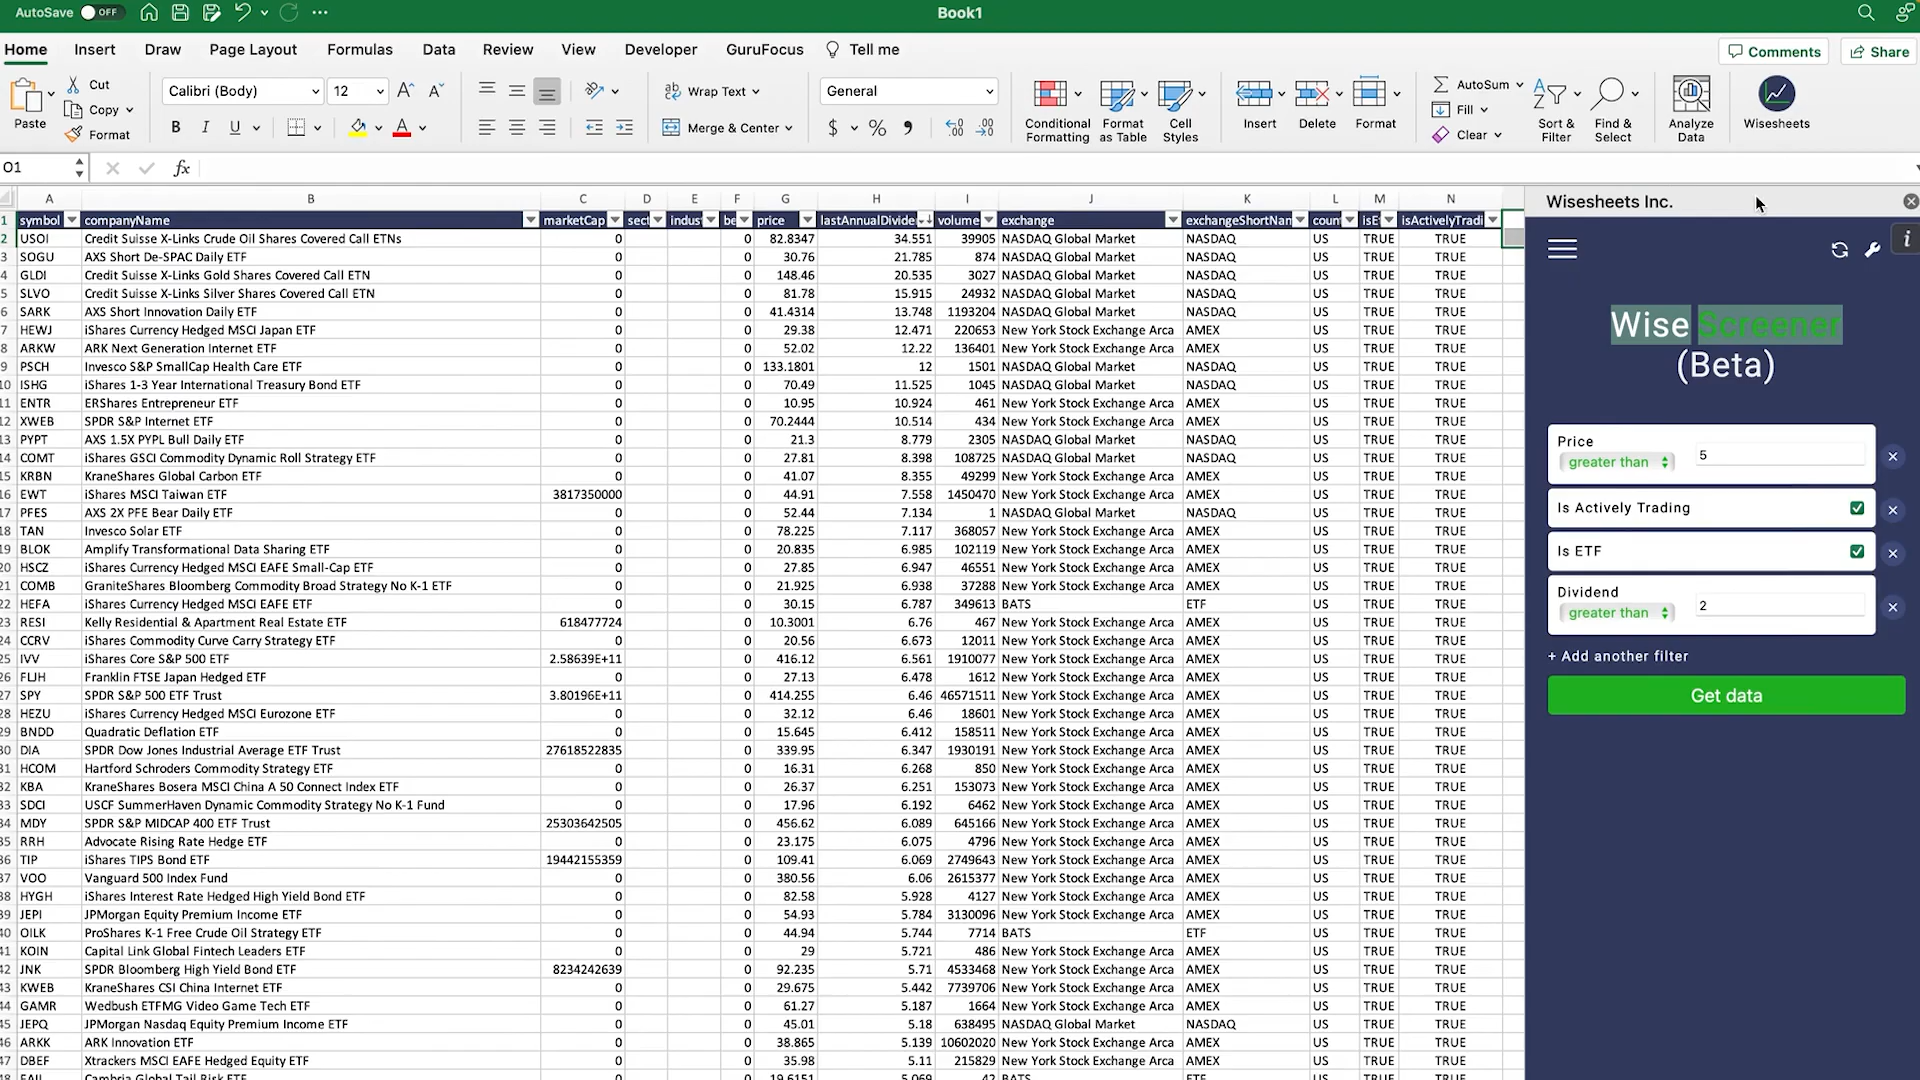 AutoSave OFF Book1
Home Insert Draw Page Layout Formulas Data Review View Developer GuruFocus Tell me Comments Share
Paste Cut Copy Format
Calibri (Body) 12
B I U
Wrap Text
Merge & Center
General
$ %
Conditional Formatting
Format as Table
Cell Styles
Insert
Delete
Format
AutoSum
Fill
Clear
Sort & Filter
Find & Select
Analyze Data
Wisesheets
O1 fx
A B C D E F G H I J K L M N
1 symbol companyName marketCap sect indus be price lastAnnualDivide volume exchange exchangeShortNan coun isE isActivelyTradi
2 USOI Credit Suisse X-Links Crude Oil Shares Covered Call ETNs 0 0 82.8347 34.551 39905 NASDAQ Global Market NASDAQ US TRUE TRUE
3 SOGU AXS Short De-SPAC Daily ETF 0 0 30.76 21.785 874 NASDAQ Global Market NASDAQ US TRUE TRUE
4 GLDI Credit Suisse X-Links Gold Shares Covered Call ETN 0 0 148.46 20.535 3027 NASDAQ Global Market NASDAQ US TRUE TRUE
5 SLVO Credit Suisse X-Links Silver Shares Covered Call ETN 0 0 81.78 15.915 24932 NASDAQ Global Market NASDAQ US TRUE TRUE
6 SARK AXS Short Innovation Daily ETF 0 0 41.4314 13.748 1193204 NASDAQ Global Market NASDAQ US TRUE TRUE
7 HEWJ iShares Currency Hedged MSCI Japan ETF 0 0 29.38 12.471 220653 New York Stock Exchange Arca AMEX US TRUE TRUE
8 ARKW ARK Next Generation Internet ETF 0 0 52.02 12.22 136401 New York Stock Exchange Arca AMEX US TRUE TRUE
9 PSCH Invesco S&P SmallCap Health Care ETF 0 0 133.1801 12 1501 NASDAQ Global Market NASDAQ US TRUE TRUE
10 ISHG iShares 1-3 Year International Treasury Bond ETF 0 0 70.49 11.525 1045 NASDAQ Global Market NASDAQ US TRUE TRUE
11 ENTR ERShares Entrepreneur ETF 0 0 10.95 10.924 461 New York Stock Exchange Arca AMEX US TRUE TRUE
12 XWEB SPDR S&P Internet ETF 0 0 70.2444 10.514 434 New York Stock Exchange Arca AMEX US TRUE TRUE
13 PYPT AXS 1.5X PYPL Bull Daily ETF 0 0 21.3 8.779 2305 NASDAQ Global Market NASDAQ US TRUE TRUE
14 COMT iShares GSCI Commodity Dynamic Roll Strategy ETF 0 0 27.81 8.398 108725 NASDAQ Global Market NASDAQ US TRUE TRUE
15 KRBN KraneShares Global Carbon ETF 0 0 41.07 8.355 49299 New York Stock Exchange Arca AMEX US TRUE TRUE
16 EWT iShares MSCI Taiwan ETF 3817350000 0 44.91 7.558 1450470 New York Stock Exchange Arca AMEX US TRUE TRUE
17 PFES AXS 2X PFE Bear Daily ETF 0 0 52.44 7.134 1 NASDAQ Global Market NASDAQ US TRUE TRUE
18 TAN Invesco Solar ETF 0 0 78.225 7.117 368057 New York Stock Exchange Arca AMEX US TRUE TRUE
19 BLOK Amplify Transformational Data Sharing ETF 0 0 20.835 6.985 102119 New York Stock Exchange Arca AMEX US TRUE TRUE
20 HSCZ iShares Currency Hedged MSCI EAFE Small-Cap ETF 0 0 27.85 6.947 46551 New York Stock Exchange Arca AMEX US TRUE TRUE
21 COMB GraniteShares Bloomberg Commodity Broad Strategy No K-1 ETF 0 0 21.925 6.938 37288 New York Stock Exchange Arca AMEX US TRUE TRUE
22 HEFA iShares Currency Hedged MSCI EAFE ETF 0 0 30.15 6.787 349613 BATS ETF US TRUE TRUE
23 RESI Kelly Residential & Apartment Real Estate ETF 618477724 0 10.3001 6.76 467 New York Stock Exchange Arca AMEX US TRUE TRUE
24 CCRV iShares Commodity Curve Carry Strategy ETF 0 0 20.56 6.673 12011 New York Stock Exchange Arca AMEX US TRUE TRUE
25 IVV iShares Core S&P 500 ETF 2.58639E+11 0 416.12 6.561 1910077 New York Stock Exchange Arca AMEX US TRUE TRUE
26 FLJH Franklin FTSE Japan Hedged ETF 0 0 27.13 6.478 1612 New York Stock Exchange Arca AMEX US TRUE TRUE
27 SPY SPDR S&P 500 ETF Trust 3.80196E+11 0 414.255 6.46 46571511 New York Stock Exchange Arca AMEX US TRUE TRUE
28 HEZU iShares Currency Hedged MSCI Eurozone ETF 0 0 32.12 6.46 18601 New York Stock Exchange Arca AMEX US TRUE TRUE
29 BNDD Quadratic Deflation ETF 0 0 15.645 6.412 158511 New York Stock Exchange Arca AMEX US TRUE TRUE
30 DIA SPDR Dow Jones Industrial Average ETF Trust 27618522835 0 339.95 6.347 1930191 New York Stock Exchange Arca AMEX US TRUE TRUE
31 HCOM Hartford Schroders Commodity Strategy ETF 0 0 16.31 6.268 850 New York Stock Exchange Arca AMEX US TRUE TRUE
32 KBA KraneShares Bosera MSCI China A 50 Connect Index ETF 0 0 26.37 6.251 153073 New York Stock Exchange Arca AMEX US TRUE TRUE
33 SDCI USCF SummerHaven Dynamic Commodity Strategy No K-1 Fund 0 0 17.96 6.192 6462 New York Stock Exchange Arca AMEX US TRUE TRUE
34 MDY SPDR S&P MIDCAP 400 ETF Trust 25303642505 0 456.62 6.089 645166 New York Stock Exchange Arca AMEX US TRUE TRUE
35 RRH Advocate Rising Rate Hedge ETF 0 0 23.175 6.075 4796 New York Stock Exchange Arca AMEX US TRUE TRUE
36 TIP iShares TIPS Bond ETF 19442155359 0 109.41 6.069 2749643 New York Stock Exchange Arca AMEX US TRUE TRUE
37 VOO Vanguard 500 Index Fund 0 0 380.56 6.06 2615377 New York Stock Exchange Arca AMEX US TRUE TRUE
38 HYGH iShares Interest Rate Hedged High Yield Bond ETF 0 0 82.58 5.928 4127 New York Stock Exchange Arca AMEX US TRUE TRUE
39 JEPI JPMorgan Equity Premium Income ETF 0 0 54.93 5.784 3130096 New York Stock Exchange Arca AMEX US TRUE TRUE
40 OILK ProShares K-1 Free Crude Oil Strategy ETF 0 0 44.94 5.744 7714 BATS ETF US TRUE TRUE
41 KOIN Capital Link Global Fintech Leaders ETF 0 0 29 5.721 486 New York Stock Exchange Arca AMEX US TRUE TRUE
42 JNK SPDR Bloomberg High Yield Bond ETF 8234242639 0 92.235 5.71 4533468 New York Stock Exchange Arca AMEX US TRUE TRUE
43 KWEB KraneShares CSI China Internet ETF 0 0 29.675 5.442 7739706 New York Stock Exchange Arca AMEX US TRUE TRUE
44 GAMR Wedbush ETFMG Video Game Tech ETF 0 0 61.27 5.187 1664 New York Stock Exchange Arca AMEX US TRUE TRUE
45 JEPQ JPMorgan Nasdaq Equity Premium Income ETF 0 0 45.01 5.18 638495 NASDAQ Global Market NASDAQ US TRUE TRUE
46 ARKK ARK Innovation ETF 0 0 38.865 5.139 10602020 New York Stock Exchange Arca AMEX US TRUE TRUE
47 DBEF Xtrackers MSCI EAFE Hedged Equity ETF 0 0 35.98 5.11 215829 New York Stock Exchange Arca AMEX US TRUE TRUE
48 FAIL Cambria Global Tail Risk ETF 0 0 19.6151 5.069 42 BATS ETF US TRUE TRUE
Wisesheets Inc.
i
Wise Screener
(Beta)
Price
greater than 5
Is Actively Trading
Is ETF
Dividend
greater than 2
+ Add another filter
Get data